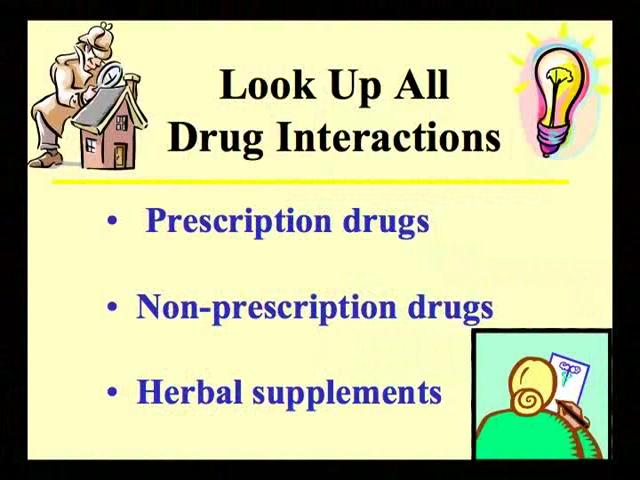 Look Up All
Drug Interactions
• Prescription drugs
• Non-prescription drugs
• Herbal supplements